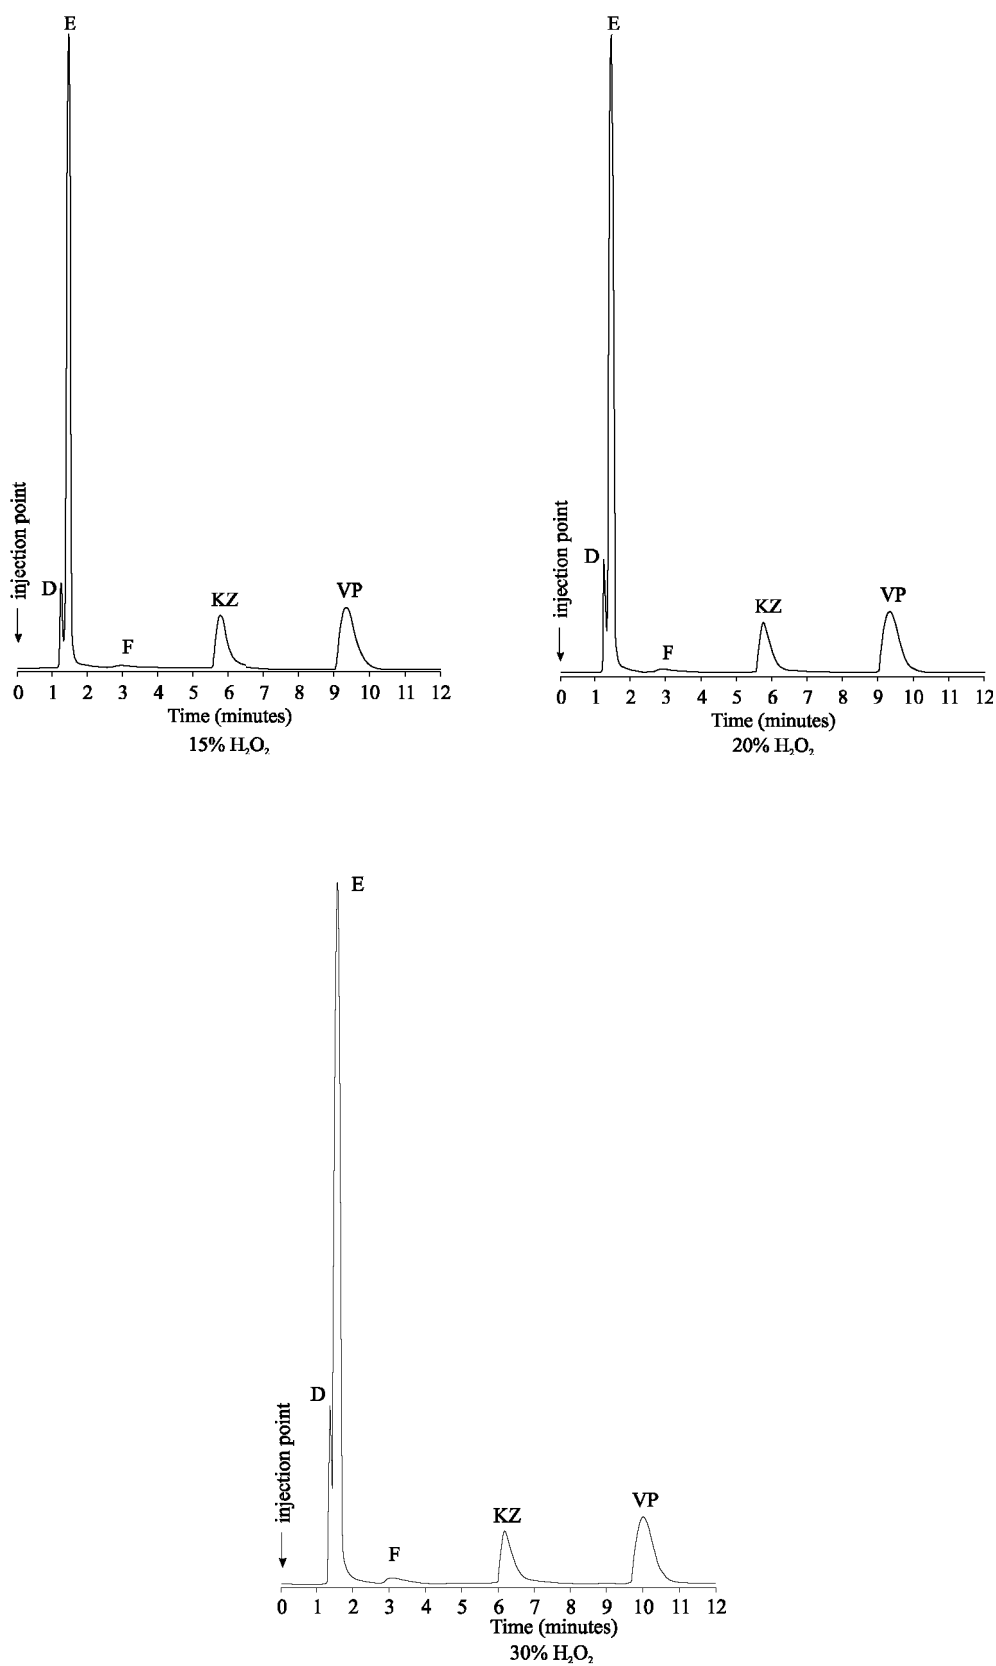 E
injection point
D
F
KZ
VP
0 1 2 3 4 5 6 7 8 9 10 11 12
Time (minutes)
15% H₂O₂
E
injection point
D
F
KZ
VP
0 1 2 3 4 5 6 7 8 9 10 11 12
Time (minutes)
20% H₂O₂
E
injection point
D
F
KZ
VP
0 1 2 3 4 5 6 7 8 9 10 11 12
Time (minutes)
30% H₂O₂